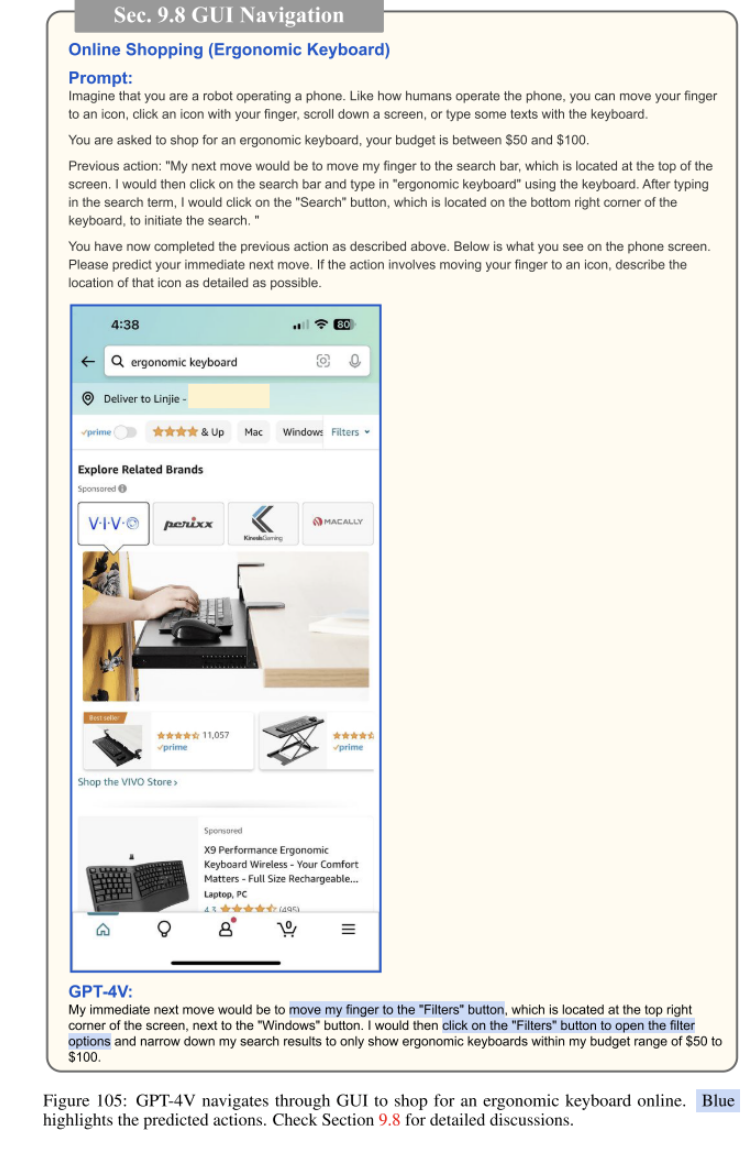 Sec. 9.8 GUI Navigation
Online Shopping (Ergonomic Keyboard)
Prompt:
Imagine that you are a robot operating a phone. Like how humans operate the phone, you can move your finger
to an icon, click an icon with your finger, scroll down a screen, or type some texts with the keyboard.
You are asked to shop for an ergonomic keyboard, your budget is between $50 and $100.
Previous action: "My next move would be to move my finger to the search bar, which is located at the top of the
screen. I would then click on the search bar and type in "ergonomic keyboard" using the keyboard. After typing
in the search term, I would click on the "Search" button, which is located on the bottom right corner of the
keyboard, to initiate the search. "
You have now completed the previous action as described above. Below is what you see on the phone screen.
Please predict your immediate next move. If the action involves moving your finger to an icon, describe the
location of that icon as detailed as possible.
4:38 80
ergonomic keyboard
Deliver to Linjie -
prime & Up Mac Windows Filters
Explore Related Brands
Sponsored
V·I·V·O perixx KinesisGaming MACALLY
Best seller
11,057
prime prime
Shop the VIVO Store ›
Sponsored
X9 Performance Ergonomic
Keyboard Wireless - Your Comfort
Matters - Full Size Rechargeable...
Laptop, PC
4.3 (495)
0
GPT-4V:
My immediate next move would be to move my finger to the "Filters" button, which is located at the top right
corner of the screen, next to the "Windows" button. I would then click on the "Filters" button to open the filter
options and narrow down my search results to only show ergonomic keyboards within my budget range of $50 to
$100.
Figure 105: GPT-4V navigates through GUI to shop for an ergonomic keyboard online. Blue
highlights the predicted actions. Check Section 9.8 for detailed discussions.